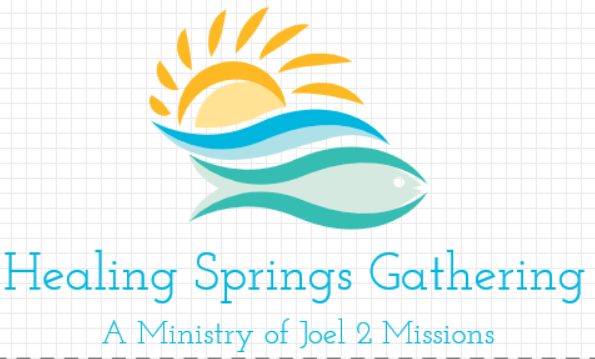 Healing Springs Gathering
A Ministry of Joel 2 Missions